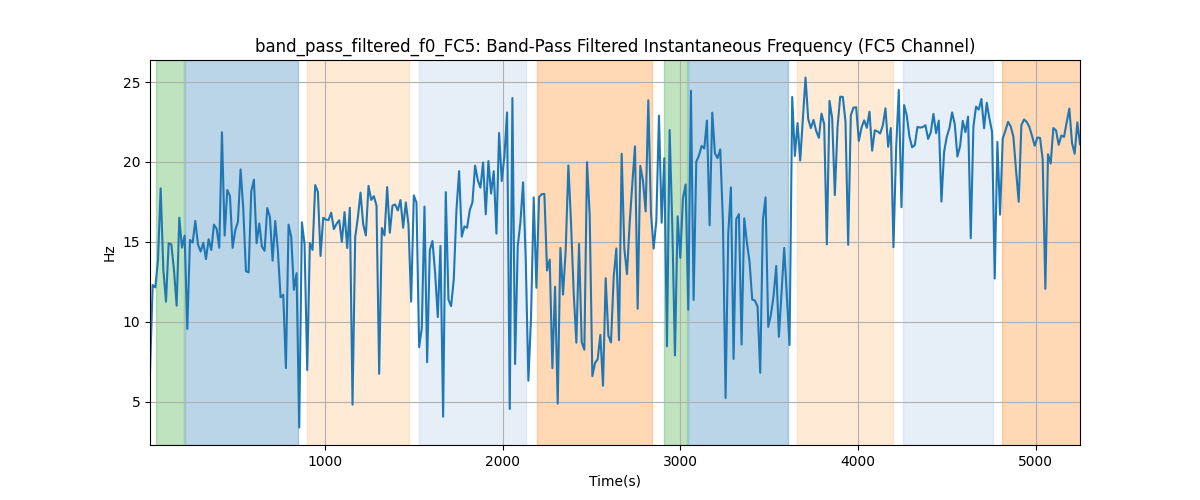 band_pass_filtered_f0_FC5: Band-Pass Filtered Instantaneous Frequency (FC5 Channel)
25
20
15
10
5
Hz
1000 2000 3000 4000 5000
Time(s)